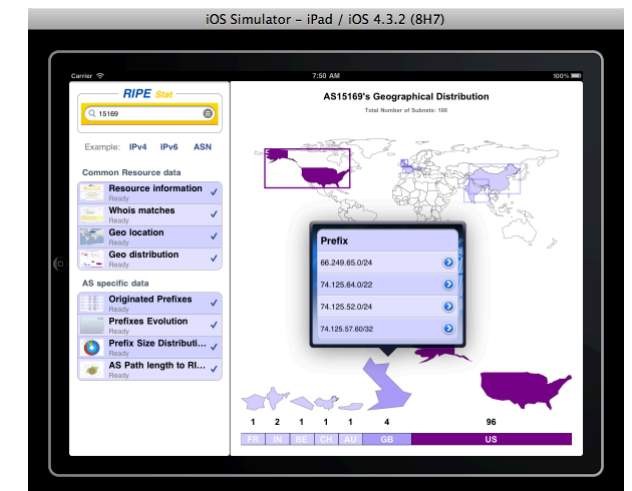 iOS Simulator – iPad / iOS 4.3.2 (8H7)
Carrier 7:50 AM 100%
RIPE Stat
15169
Example: IPv4 IPv6 ASN
Common Resource data
Resource information
Ready
Whois matches
Ready
Geo location
Ready
Geo distribution
Ready
AS specific data
Originated Prefixes
Ready
Prefixes Evolution
Ready
Prefix Size Distributi...
Ready
AS Path length to RI...
Ready
AS15169's Geographical Distribution
Total Number of Subnets: 106
Prefix
66.249.65.0/24
74.125.64.0/22
74.125.52.0/24
74.125.57.60/32
1 2 1 1 1 4 96
FR IN BE CH AU GB US